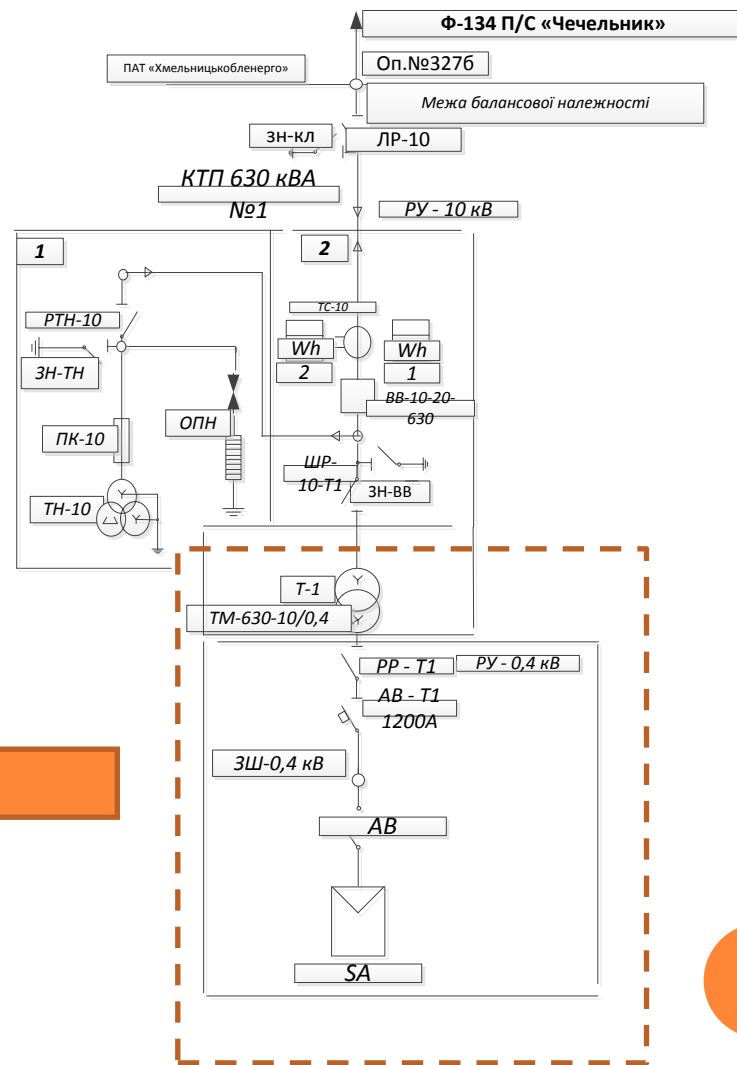 Ф-134 П/С «Чечельник»
ПАТ «Хмельницькобленерго»
Оп.№327б
Межа балансової належності
ЗН-КЛ
ЛР-10
КТП 630 кВА
№1
РУ - 10 кВ
1
2
ТС-10
РТН-10
Wh
2
Wh
1
ЗН-ТН
ВВ-10-20-
630
ПК-10
ОПН
ШР-
10-Т1
ЗН-ВВ
ТН-10
Т-1
ТМ-630-10/0,4
РР - Т1
РУ - 0,4 кВ
АВ - Т1
1200А
ЗШ-0,4 кВ
АВ
SA